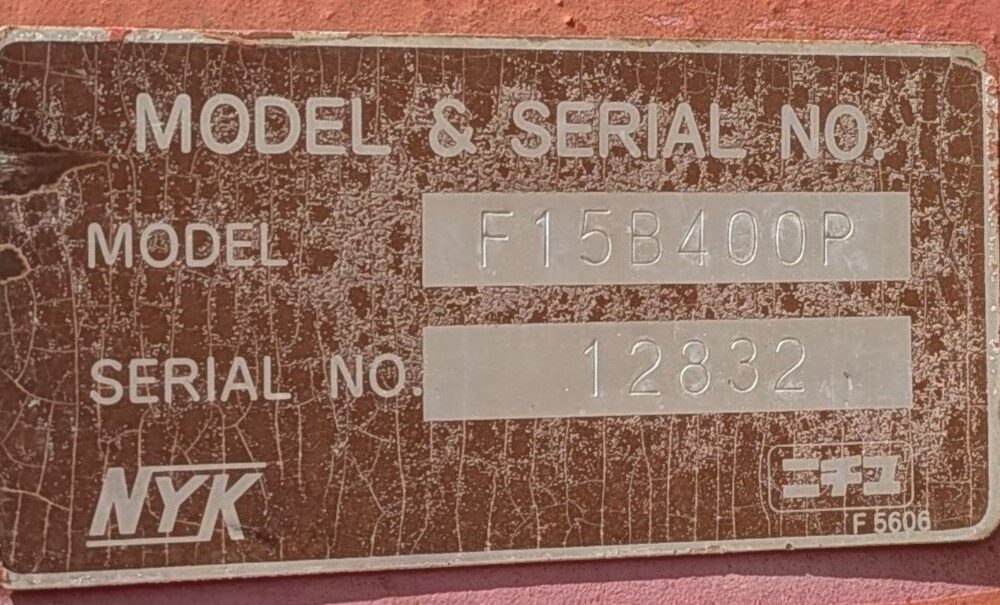 MODEL & SERIAL NO.
MODEL F15B400P
SERIAL NO. 12832
NYK ニチユ
F 5606